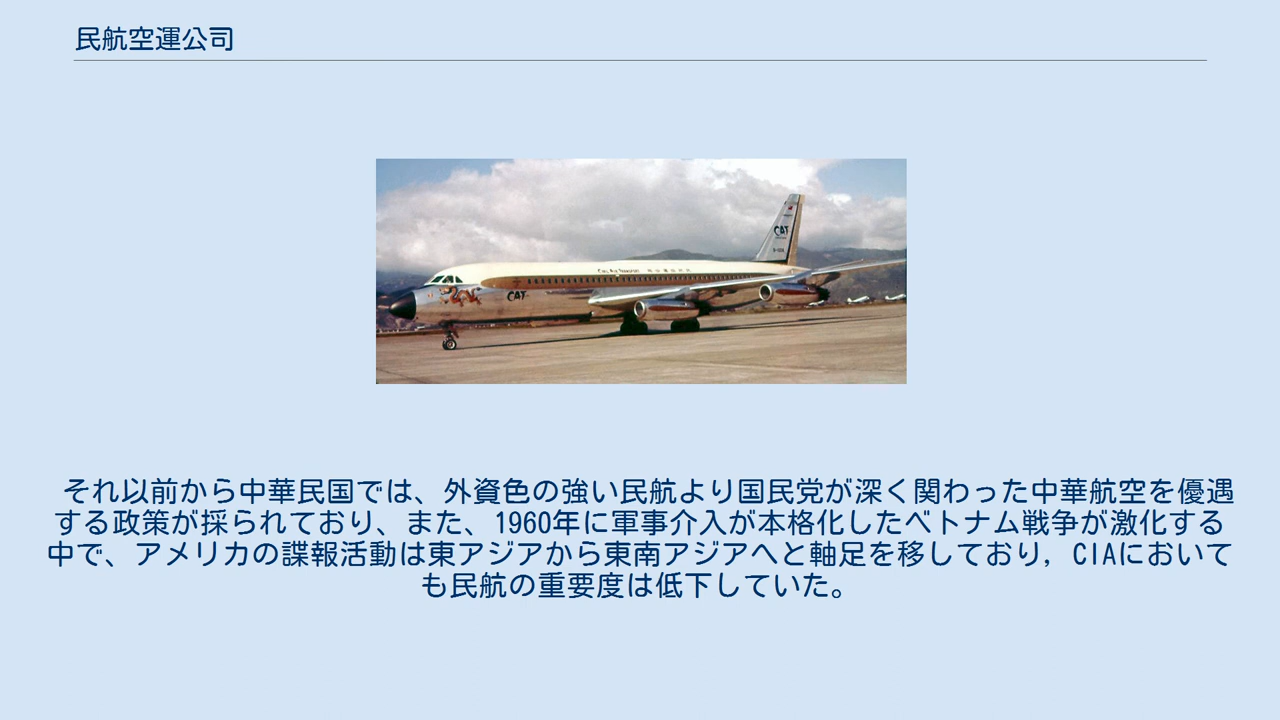 民航空運公司
CAT
CAT
それ以前から中華民国では、外資色の強い民航より国民党が深く関わった中華航空を優遇
する政策が採られており、また、1960年に軍事介入が本格化したベトナム戦争が激化する
中で、アメリカの諜報活動は東アジアから東南アジアへと軸足を移しており，CIAにおいて
も民航の重要度は低下していた。